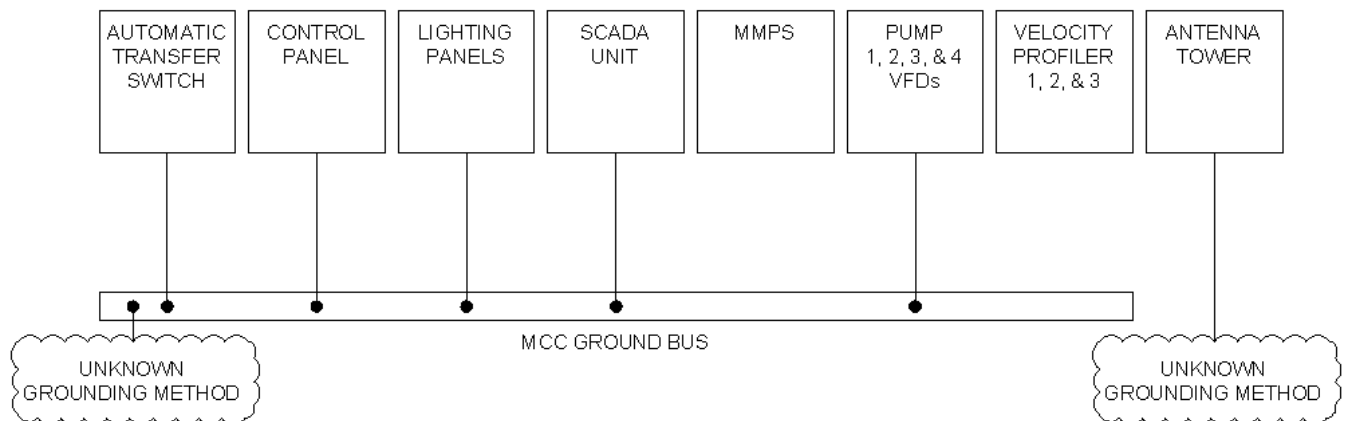 AUTOMATIC
TRANSFER
SWITCH
CONTROL
PANEL
LIGHTING
PANELS
SCADA
UNIT
MMPS
PUMP
1, 2, 3, & 4
VFDs
VELOCITY
PROFILER
1, 2, & 3
ANTENNA
TOWER
MCC GROUND BUS
UNKNOWN
GROUNDING METHOD
UNKNOWN
GROUNDING METHOD